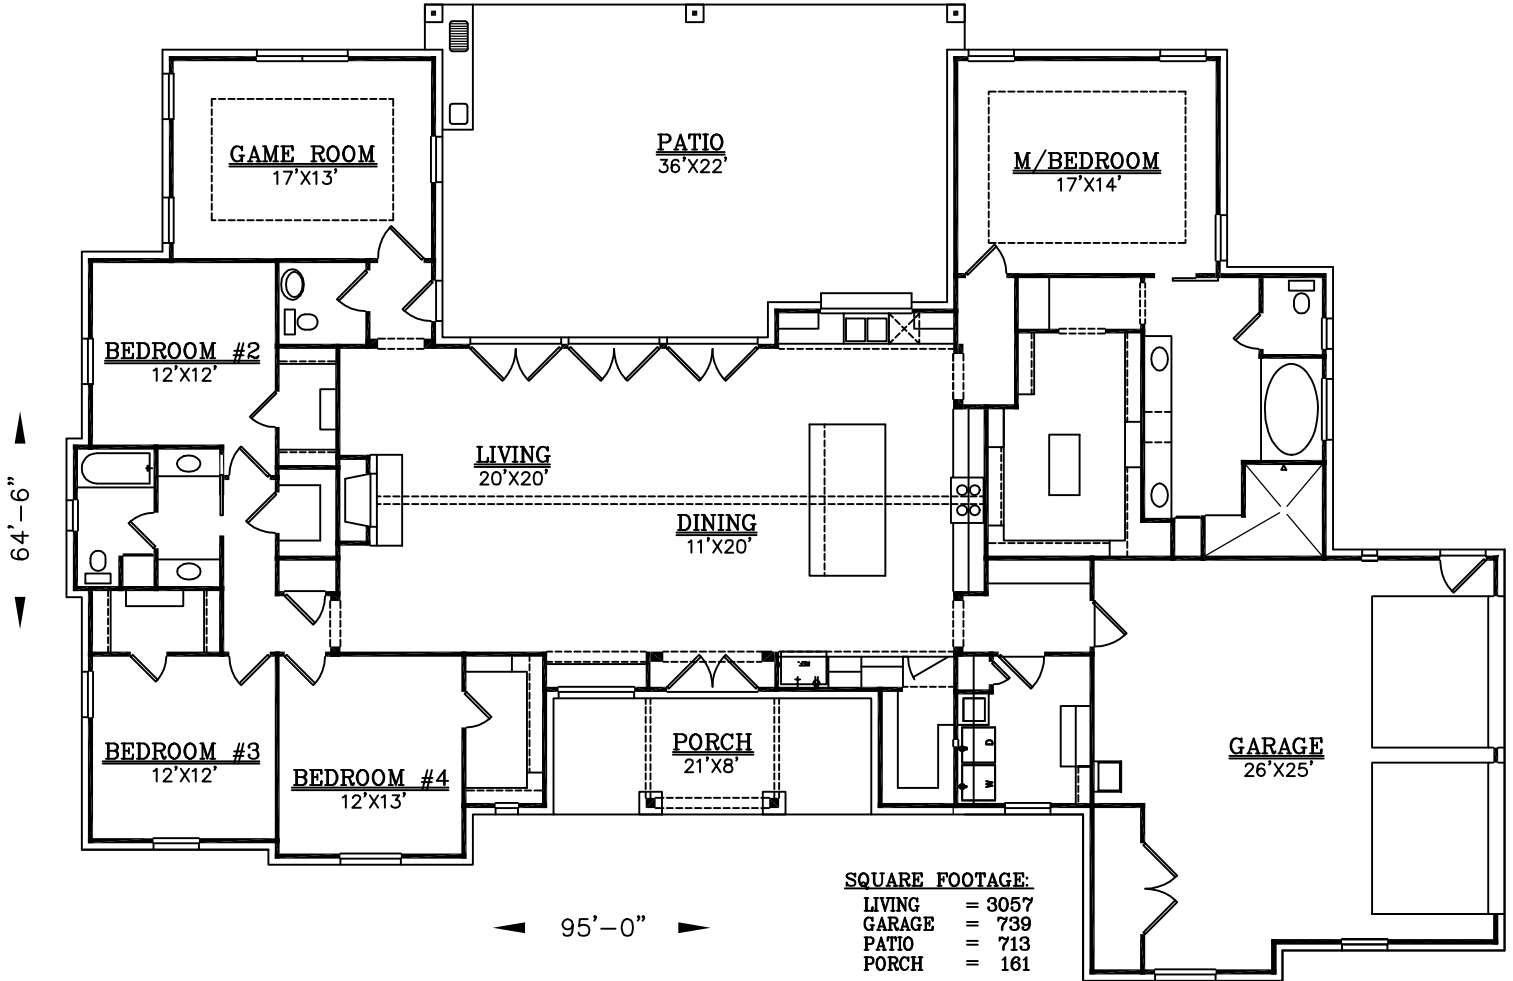 GAME ROOM
17'X13'
PATIO
36'X22'
M/BEDROOM
17'X14'
BEDROOM #2
12'X12'
LIVING
20'X20'
DINING
11'X20'
64'-6"
REF.
BEDROOM #3
12'X12'
BEDROOM #4
12'X13'
PORCH
21'X8'
D
W
GARAGE
26'X25'
SQUARE FOOTAGE:
LIVING = 3057
GARAGE = 739
PATIO = 713
PORCH = 161
95'-0"